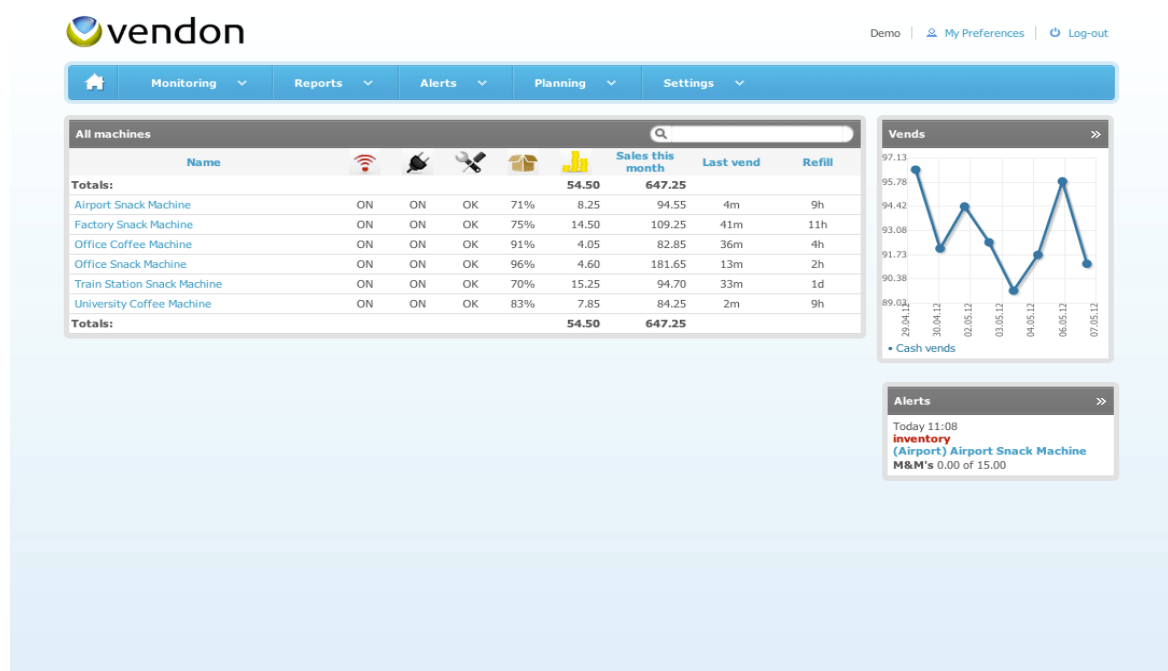 vendon
Demo My Preferences Log-out
Monitoring Reports Alerts Planning Settings
All machines
Name Sales this month Last vend Refill
Totals: 54.50 647.25
Airport Snack Machine ON ON OK 71% 8.25 94.55 4m 9h
Factory Snack Machine ON ON OK 75% 14.50 109.25 41m 11h
Office Coffee Machine ON ON OK 91% 4.05 82.85 36m 4h
Office Snack Machine ON ON OK 96% 4.60 181.65 13m 2h
Train Station Snack Machine ON ON OK 70% 15.25 94.70 33m 1d
University Coffee Machine ON ON OK 83% 7.85 84.25 2m 9h
Totals: 54.50 647.25
Vends »
97.13
95.78
94.42
93.08
91.73
90.38
89.03
29.04.12 30.04.12 02.05.12 03.05.12 04.05.12 06.05.12 07.05.12
• Cash vends
Alerts »
Today 11:08
inventory
(Airport) Airport Snack Machine
M&M's 0.00 of 15.00